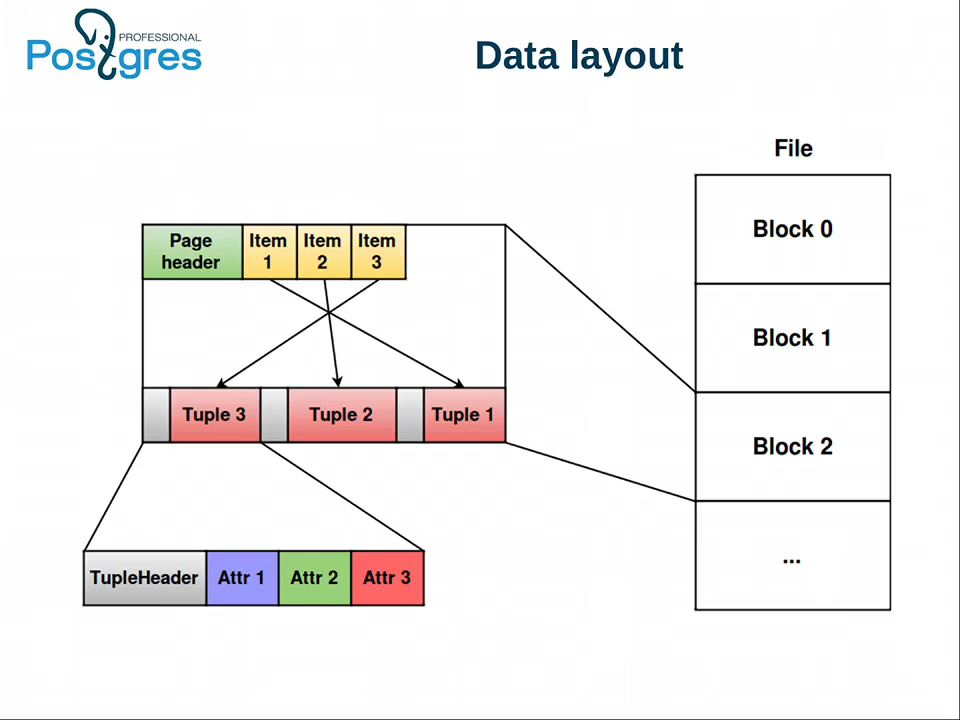 PROFESSIONAL
Postgres
Data layout
File
Block 0
Block 1
Block 2
...
Page
header
Item
1
Item
2
Item
3
Tuple 3
Tuple 2
Tuple 1
TupleHeader
Attr 1
Attr 2
Attr 3